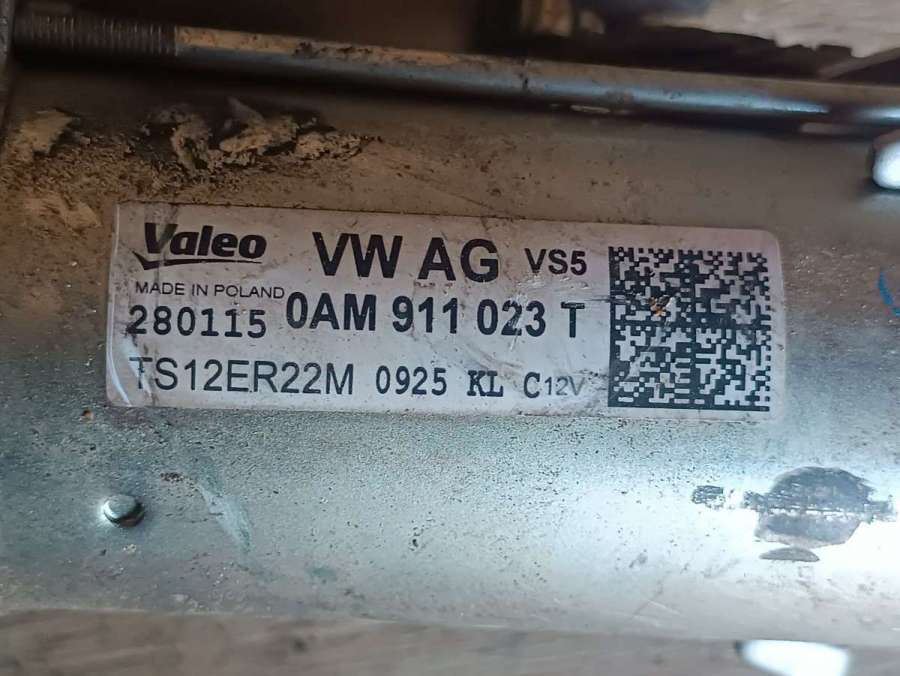 Valeo VW AG VS5
MADE IN POLAND
280115 0AM 911 023 T
TS12ER22M 0925 KL C12V